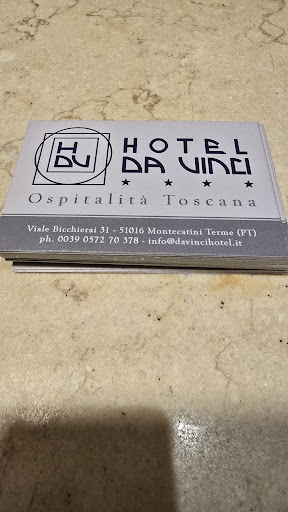 HDV
HOTEL
DA VINCI
★ ★ ★ ★
Ospitalità Toscana
Viale Bicchierai 31 - 51016 Montecatini Terme (PT)
ph. 0039 0572 70 378 - info@davincihotel.it